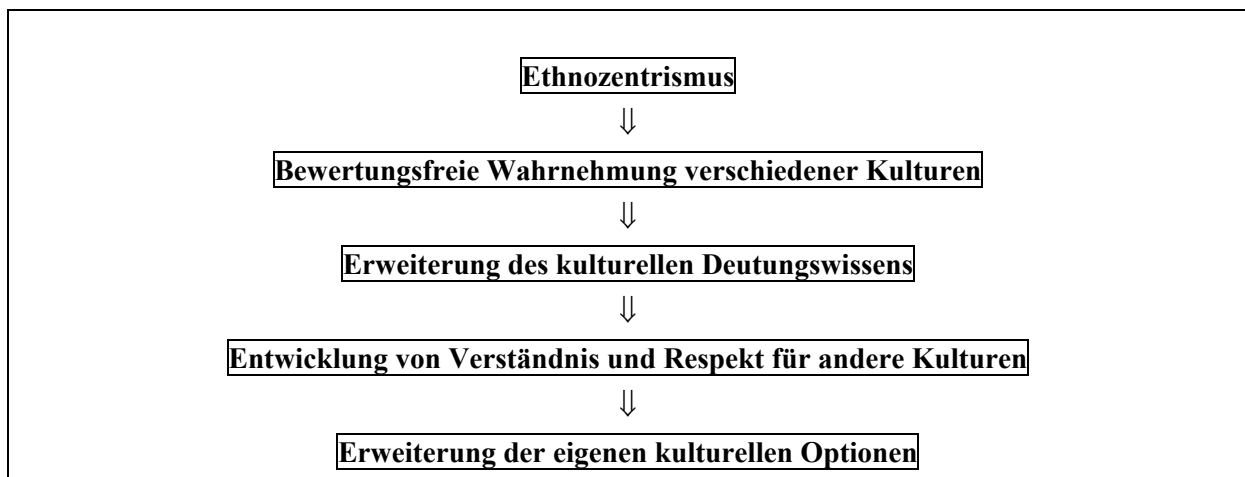 Ethnozentrismus
⇓
Bewertungsfreie Wahrnehmung verschiedener Kulturen
⇓
Erweiterung des kulturellen Deutungswissens
⇓
Entwicklung von Verständnis und Respekt für andere Kulturen
⇓
Erweiterung der eigenen kulturellen Optionen